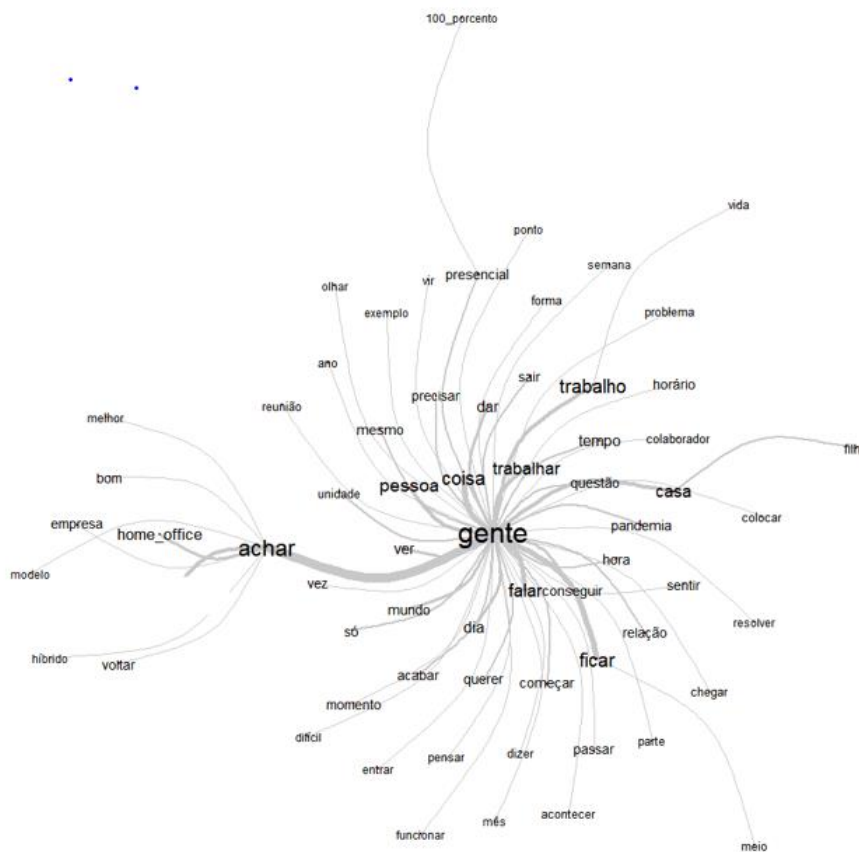 100_porcento
vida
ponto
semana
presencial
vir
olhar
forma
exemplo
problema
ano
sair
trabalho
horário
precisar
dar
reunião
melhor
mesmo
tempo
colaborador
filh
trabalhar
bom
coisa
pessoa
questão
casa
unidade
colocar
empresa
pandemia
home_office
gente
achar
ver
hora
modelo
vez
falar
conseguir
sentir
mundo
resolver
só
dia
relação
híbrido
voltar
ficar
acabar
querer
começar
chegar
momento
difícil
parte
passar
dizer
pensar
entrar
acontecer
mês
funcionar
meio